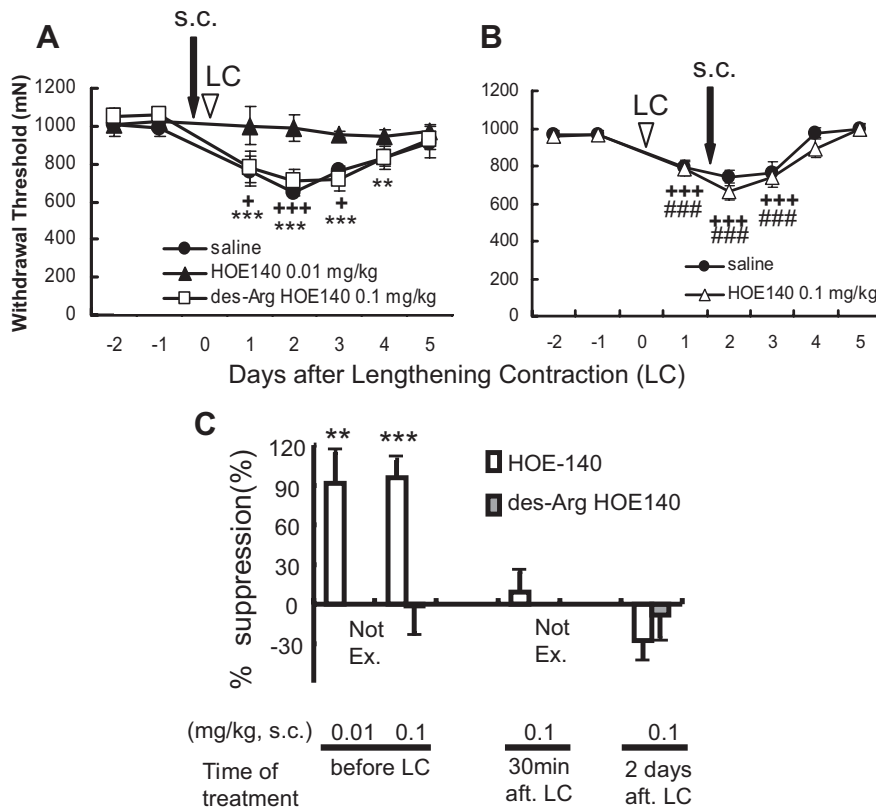 A
s.c.
LC
Withdrawal Threshold (mN)
1200
1000
800
600
400
200
0
+
***
+++
***
+
***
**
saline
HOE140 0.01 mg/kg
des-Arg HOE140 0.1 mg/kg
-2 -1 0 1 2 3 4 5
B
LC
s.c.
1200
1000
800
600
400
200
0
+++
###
+++
###
+++
###
saline
HOE140 0.1 mg/kg
-2 -1 0 1 2 3 4 5
Days after Lengthening Contraction (LC)
C
% suppression(%)
120
90
60
30
0
-30
** ***
HOE-140
des-Arg HOE140
Not
Ex.
Not
Ex.
(mg/kg, s.c.) 0.01 0.1 0.1 0.1
Time of
treatment
before LC
30min
aft. LC
2 days
aft. LC